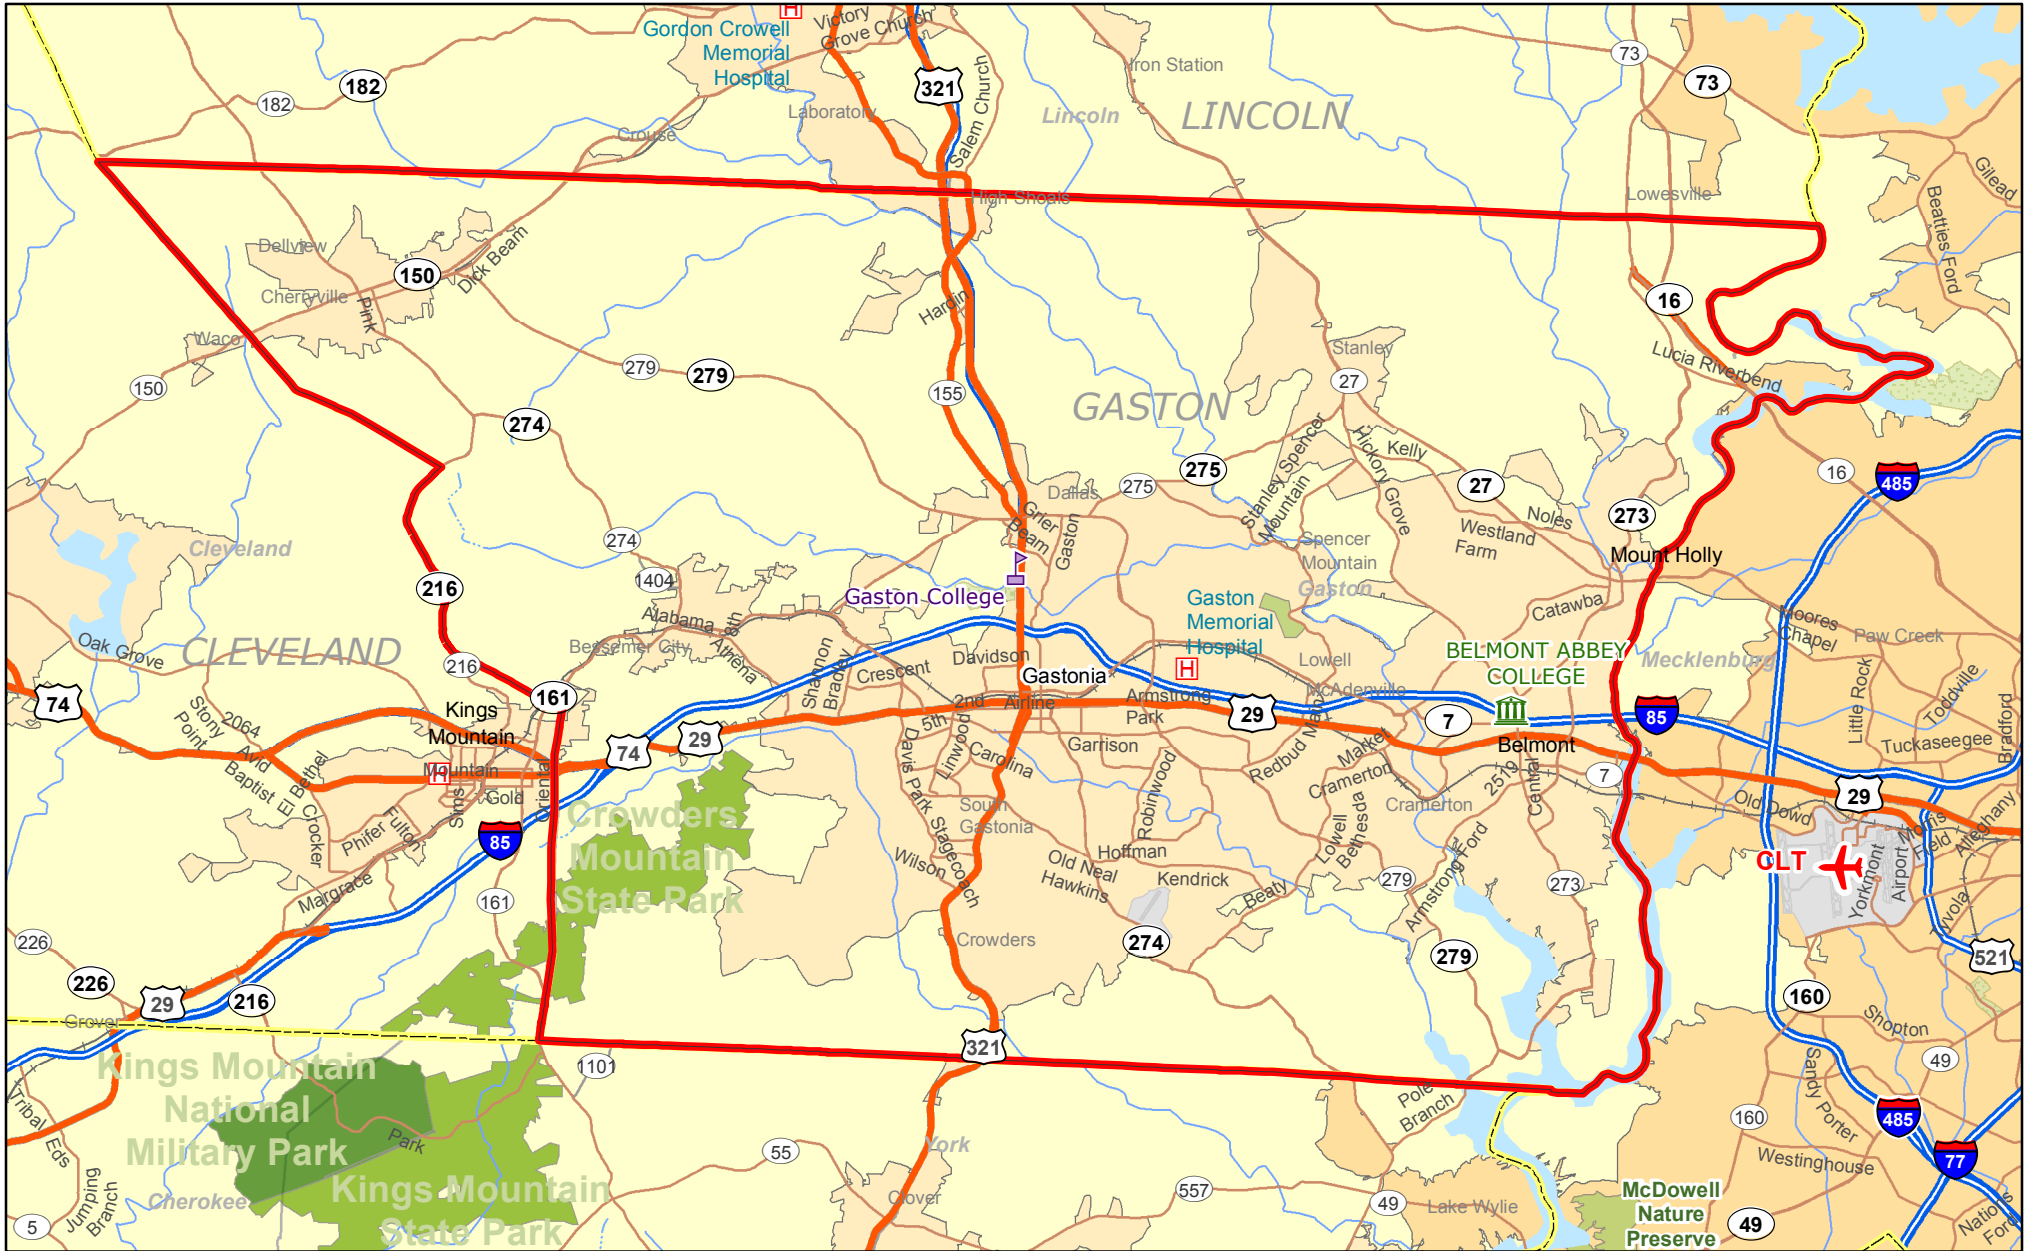 Gordon Crowell
Memorial
Hospital
H
Victory
Grove Church
321
Salem Church
Iron Station
Lincoln
LINCOLN
73
73
182
182
Crouse
Laboratory
High Shoals
Lowesville
Gilead
Beatties Ford
Dellview
Cherryville
150
Dick Beam
Pink
Waco
150
279
279
274
Hardin
155
GASTON
Stanley
27
16
Lucia Riverbend
16
485
Kelly
Hickory Grove
Stanley Spencer
Mountain
275
275
Dallas
27
Noles
Westland
Farm
273
Mount Holly
Grier
Beam
Gaston
Spencer
Mountain
Gaston
Cleveland
274
1404
216
216
CLEVELAND
Oak Grove
74
Gaston College
Gaston
Memorial
Hospital
H
Alabama
8th
Athena
Bessemer City
Shannon
Bradley
Crescent
Davidson
Gastonia
2nd
Airline
5th
Armstrong
Park
29
Lowell
McAdenville
Catawba
BELMONT ABBEY
COLLEGE
Mecklenburg
Moores
Chapel
Paw Creek
Little Rock
Toddville
Tuckaseegee
Bradford
161
Kings
Mountain
2064
Stony
Point
Avid
Baptist
El Bethel
Crocker
H
Mountain
Gold
Sims
Oriental
Phifer
Fulton
Margrace
85
74
29
Crowders
Mountain
State Park
Davis Park
Linwood
Carolina
Garrison
Robinwood
Redbud
Main
Market
Cramerton
Cramerton
7
Belmont
2519
Central
7
85
29
Old Dowd
Morris
Field
Alleghany
CLT
Yorkmont
Airport
Tyvola
521
South
Gastonia
Stagecoach
Wilson
Hoffman
Old Neal
Hawkins
Kendrick
Lowell
Bethesda
Beaty
279
Armstrong Ford
273
279
274
Crowders
161
226
226
29
216
Grover
Kings Mountain
National
Military Park
Tribal Eds
Jumping
Branch
5
Cherokee
Park
Kings Mountain
State Park
1101
321
55
York
Clover
557
Pole
Branch
49
Lake Wylie
McDowell
Nature
Preserve
160
160
Shopton
49
Sandy Porter
Westinghouse
485
77
49
Nations
Ford